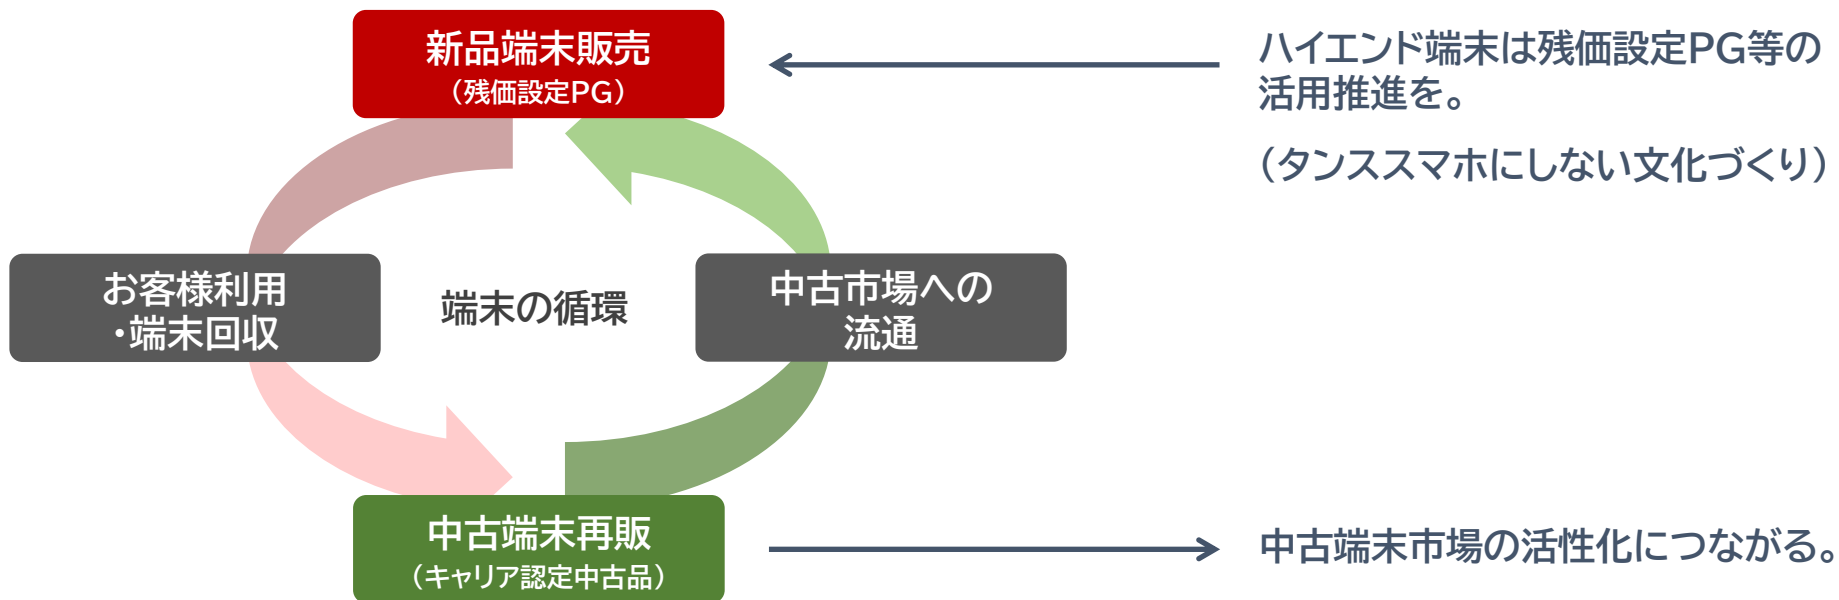 新品端末販売
（残価設定PG）
ハイエンド端末は残価設定PG等の
活用推進を。
（タンススマホにしない文化づくり）
お客様利用
・端末回収
端末の循環
中古市場への
流通
中古端末再販
（キャリア認定中古品）
中古端末市場の活性化につながる。